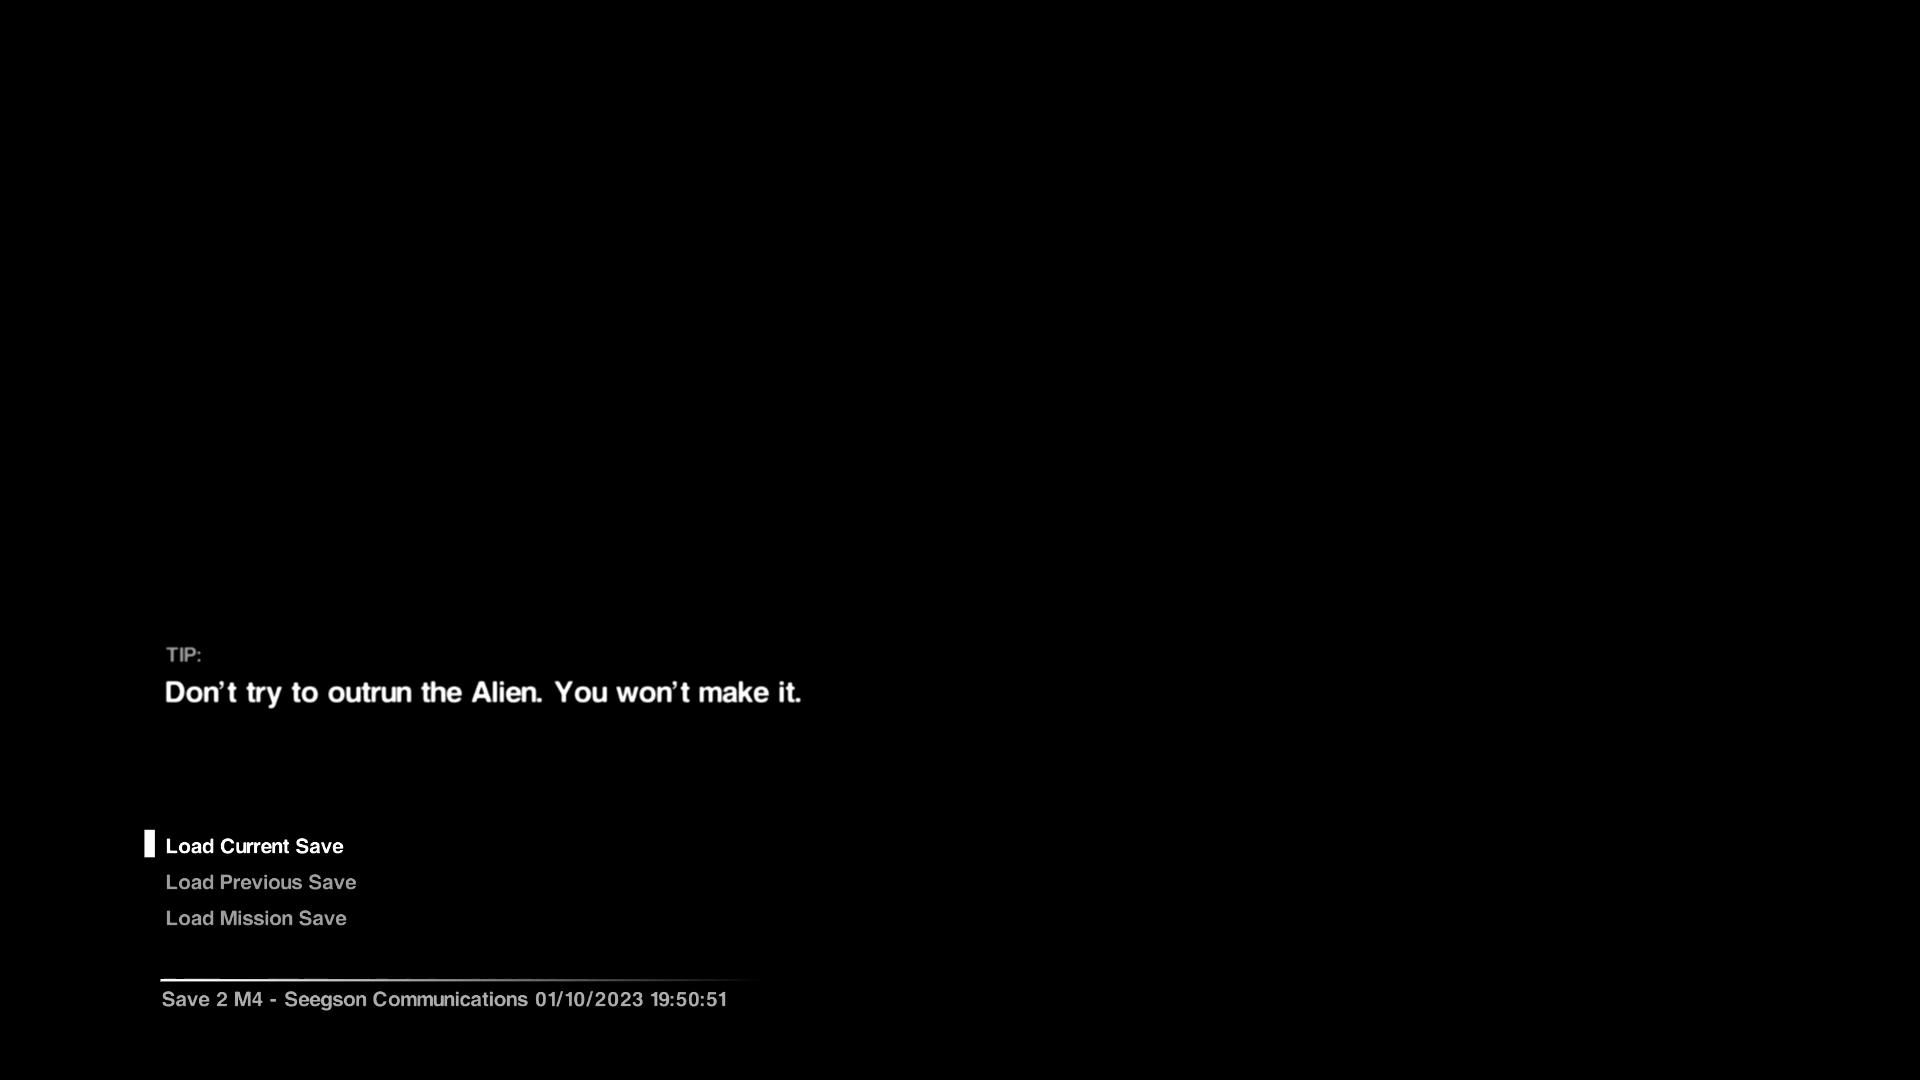 TIP:
Don't try to outrun the Alien. You won't make it.
Load Current Save
Load Previous Save
Load Mission Save
Save 2 M4 - Seegson Communications 01/10/2023 19:50:51